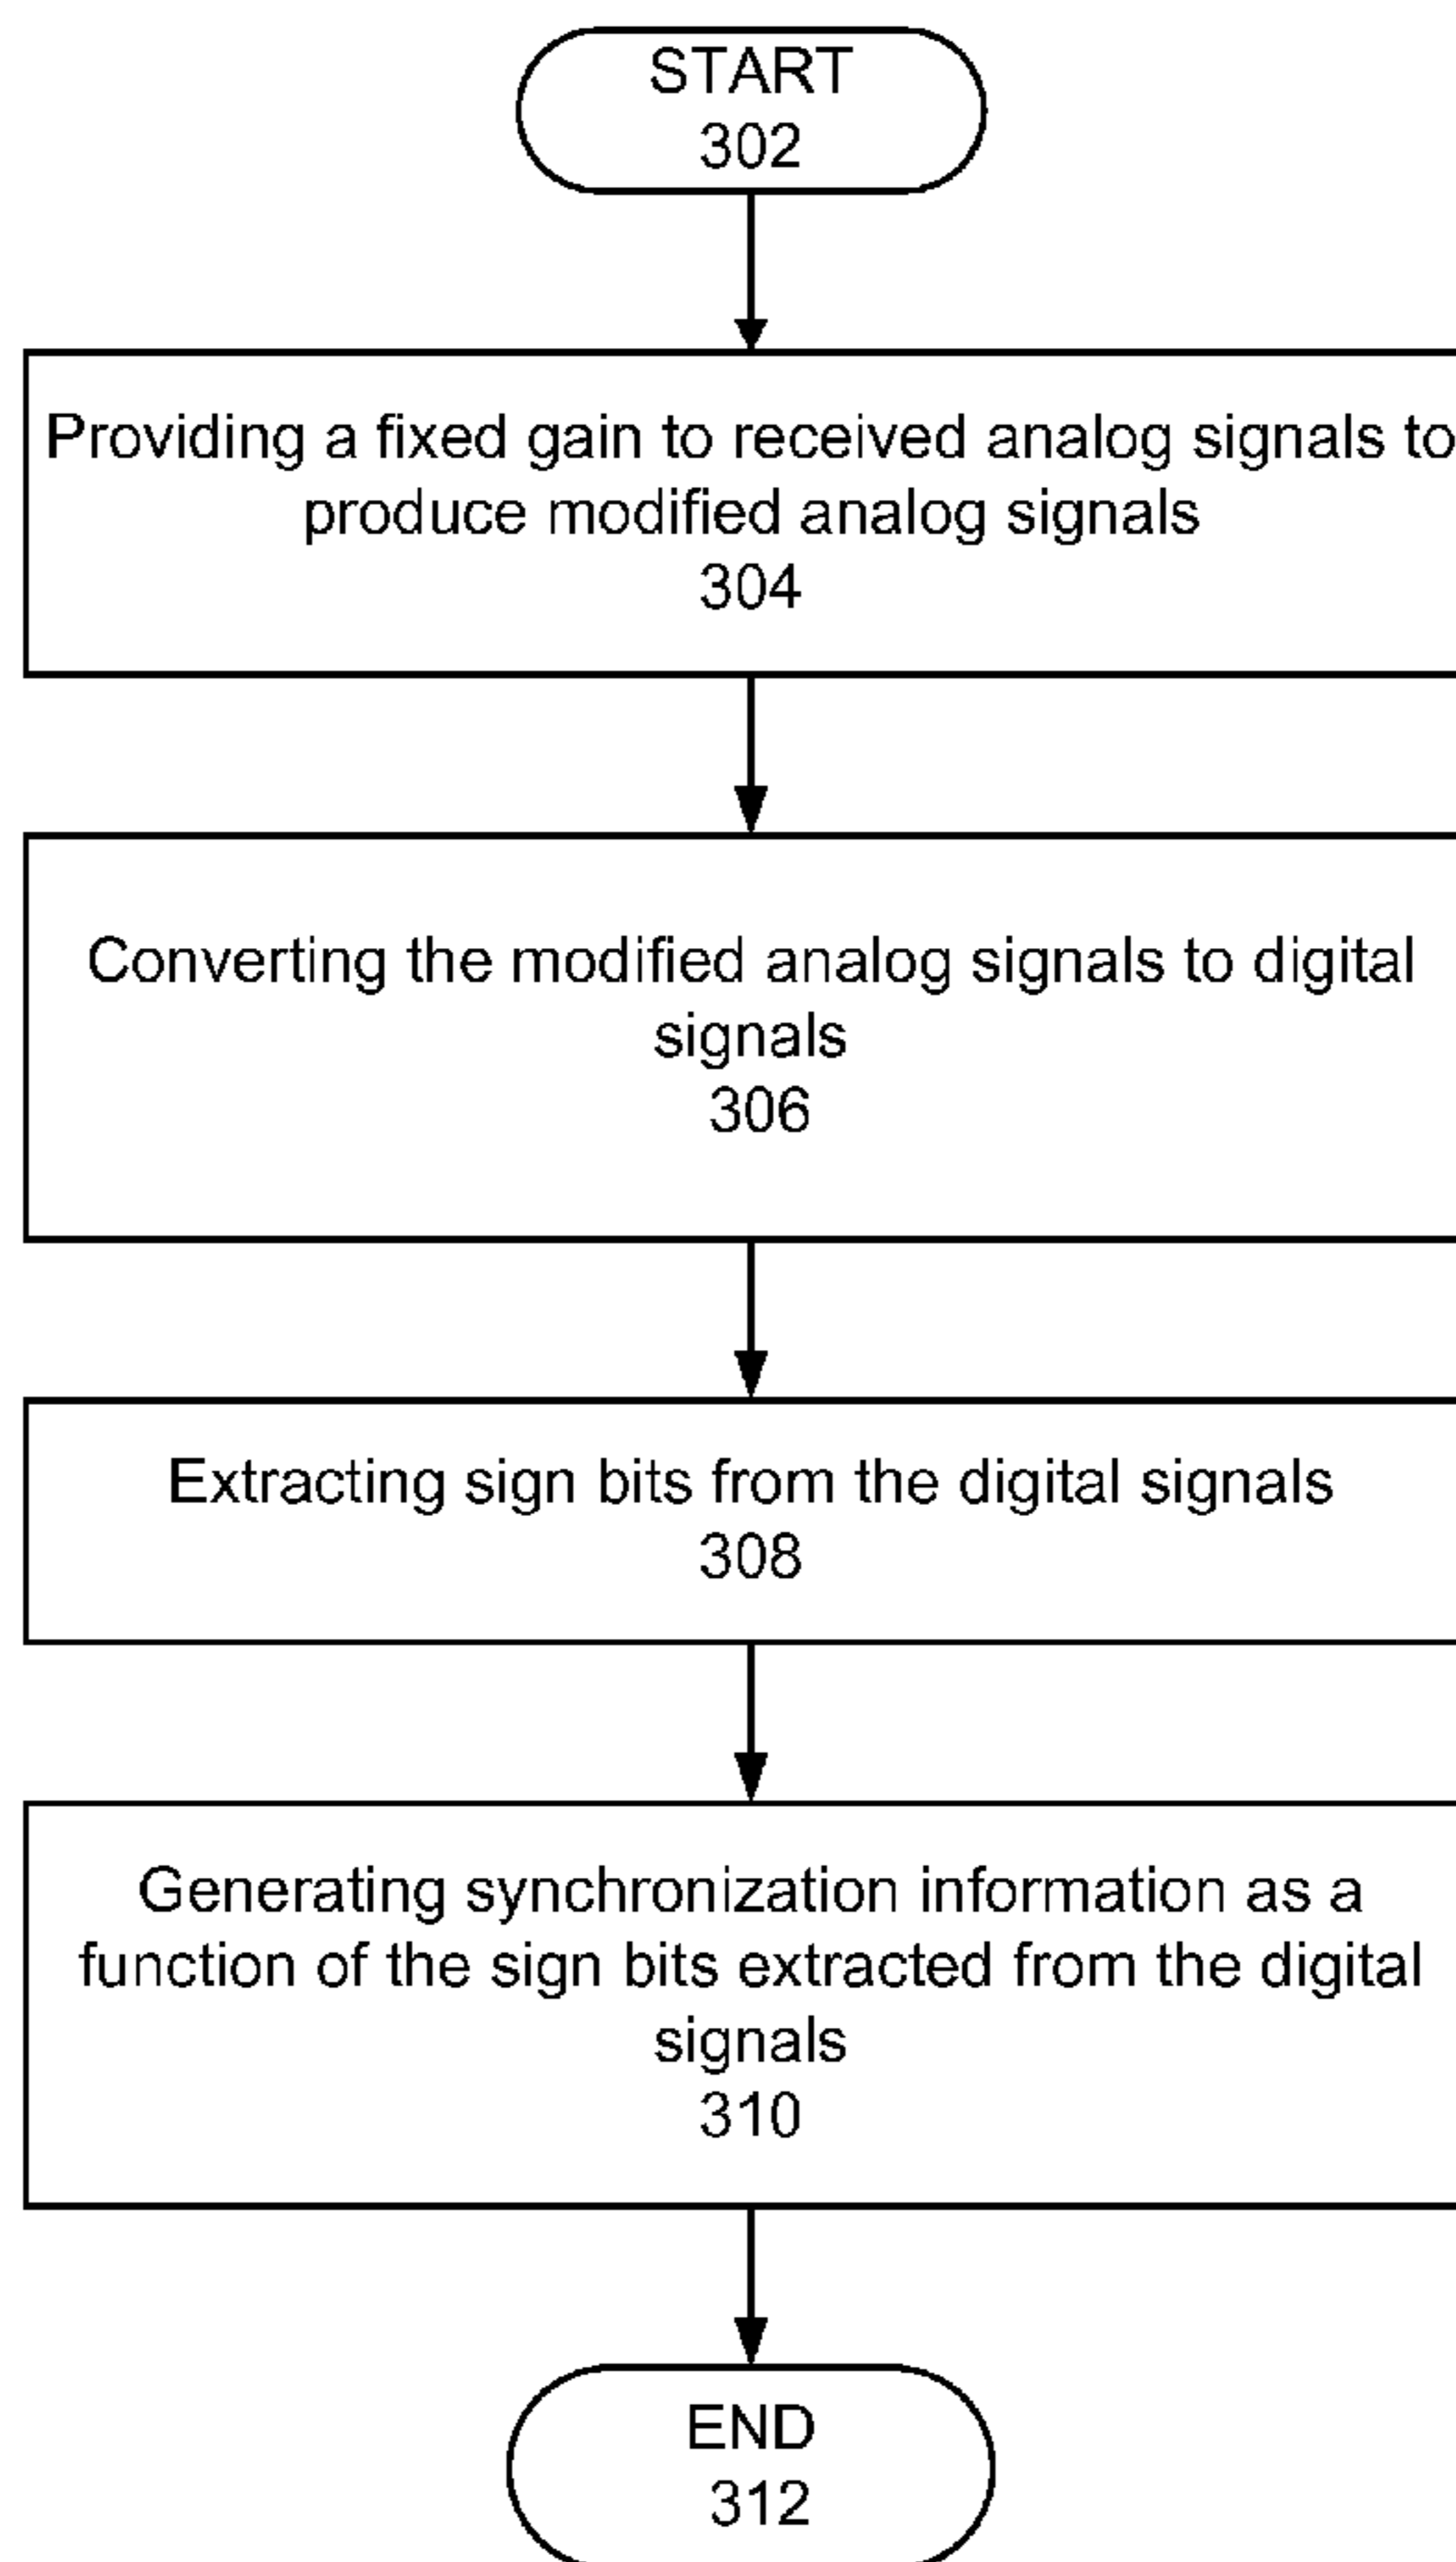 START
302
Providing a fixed gain to received analog signals to
produce modified analog signals
304
Converting the modified analog signals to digital
signals
306
Extracting sign bits from the digital signals
308
Generating synchronization information as a
function of the sign bits extracted from the digital
signals
310
END
312